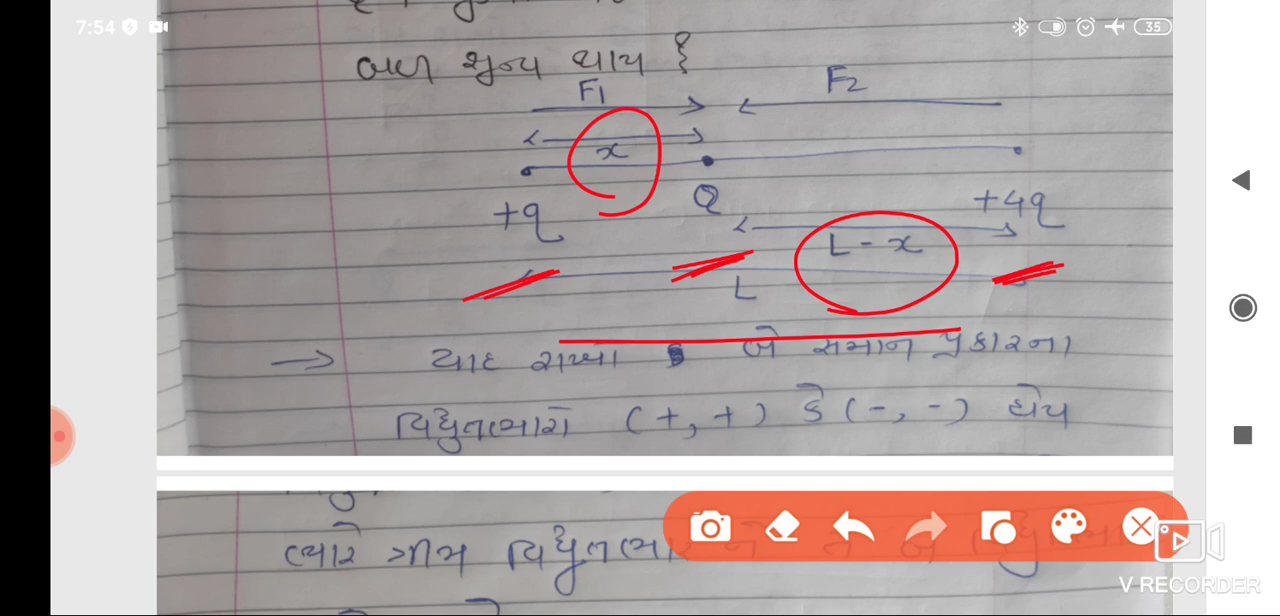 7:54
35
બળ શૂન્ય થાય }
F1 F2
x
+q Q +4q
L - x
L
→ યાદ રાખો બે સમાન પ્રકારના
વિદ્યુતભારો (+, +) કે (-, -) હોય
ત્યારે ત્રીજા વિદ્યુતભાર
V RECORDER